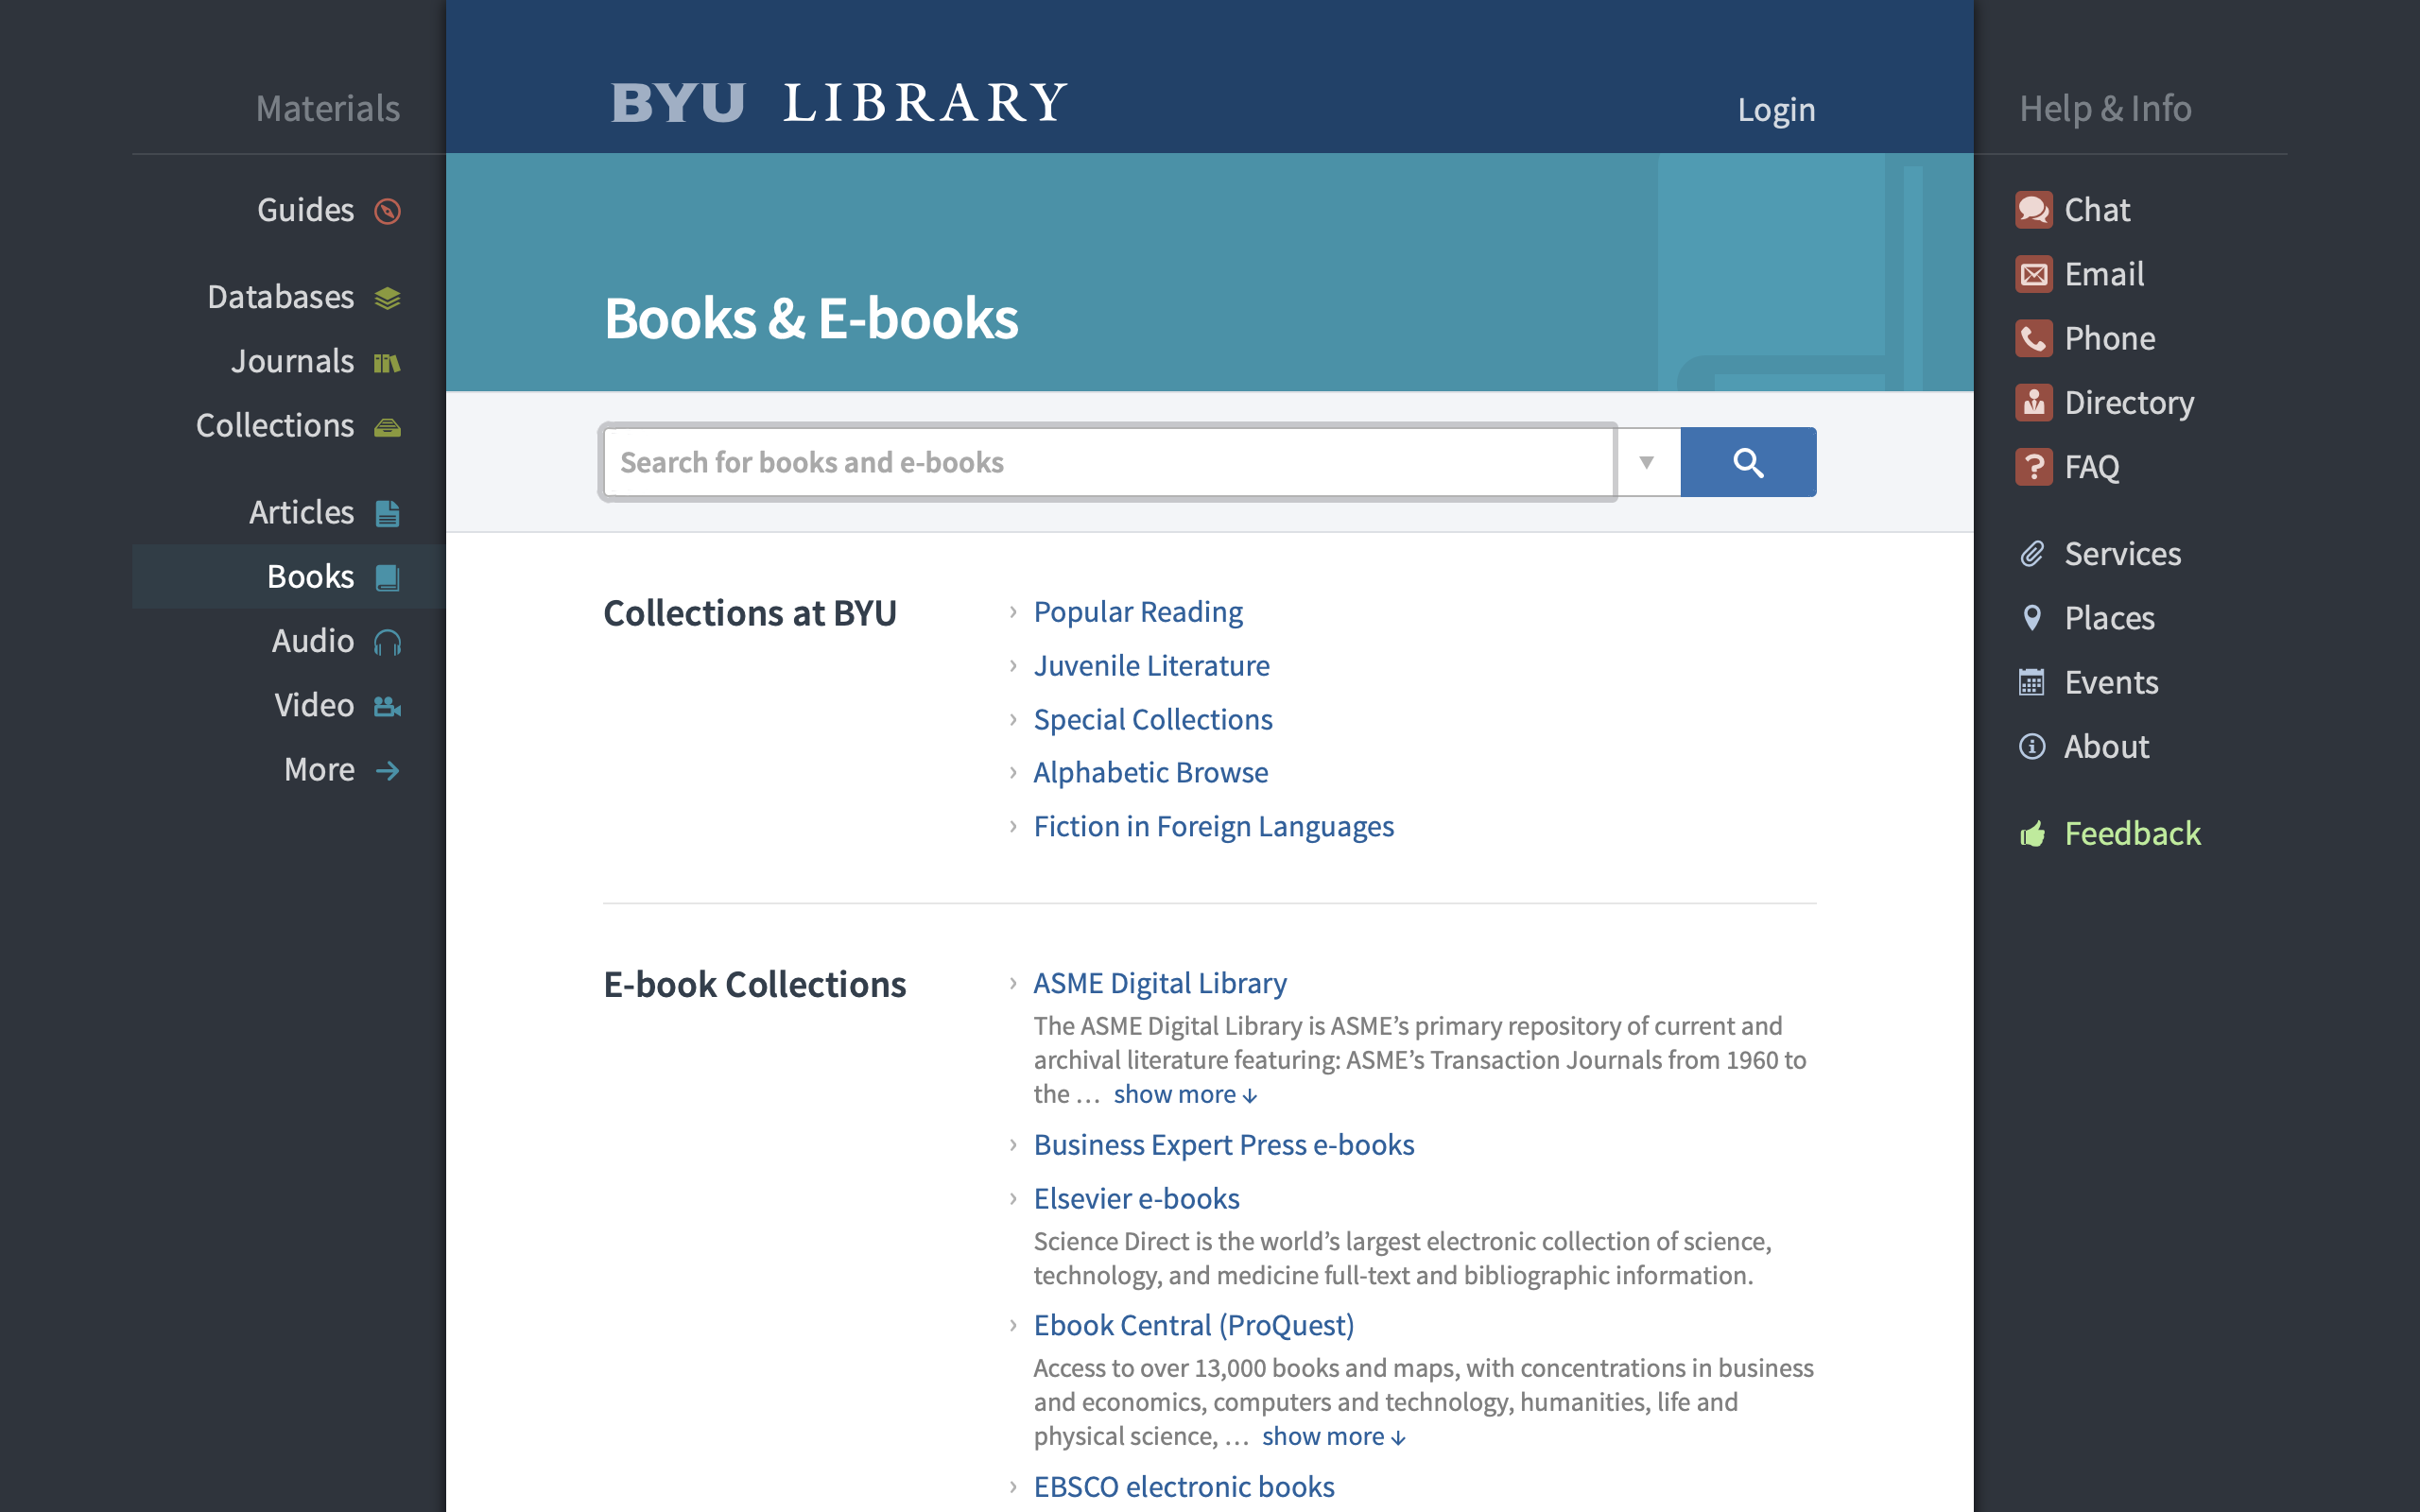 Materials
Guides
Databases
Journals
Collections
Articles
Books
Audio
Video
More
BYU LIBRARY
Login
Books & E-books
Search for books and e-books
Collections at BYU
Popular Reading
Juvenile Literature
Special Collections
Alphabetic Browse
Fiction in Foreign Languages
E-book Collections
ASME Digital Library
The ASME Digital Library is ASME’s primary repository of current and
archival literature featuring: ASME’s Transaction Journals from 1960 to
the … show more ↓
Business Expert Press e-books
Elsevier e-books
Science Direct is the world’s largest electronic collection of science,
technology, and medicine full-text and bibliographic information.
Ebook Central (ProQuest)
Access to over 13,000 books and maps, with concentrations in business
and economics, computers and technology, humanities, life and
physical science, … show more ↓
EBSCO electronic books
Help & Info
Chat
Email
Phone
Directory
FAQ
Services
Places
Events
About
Feedback